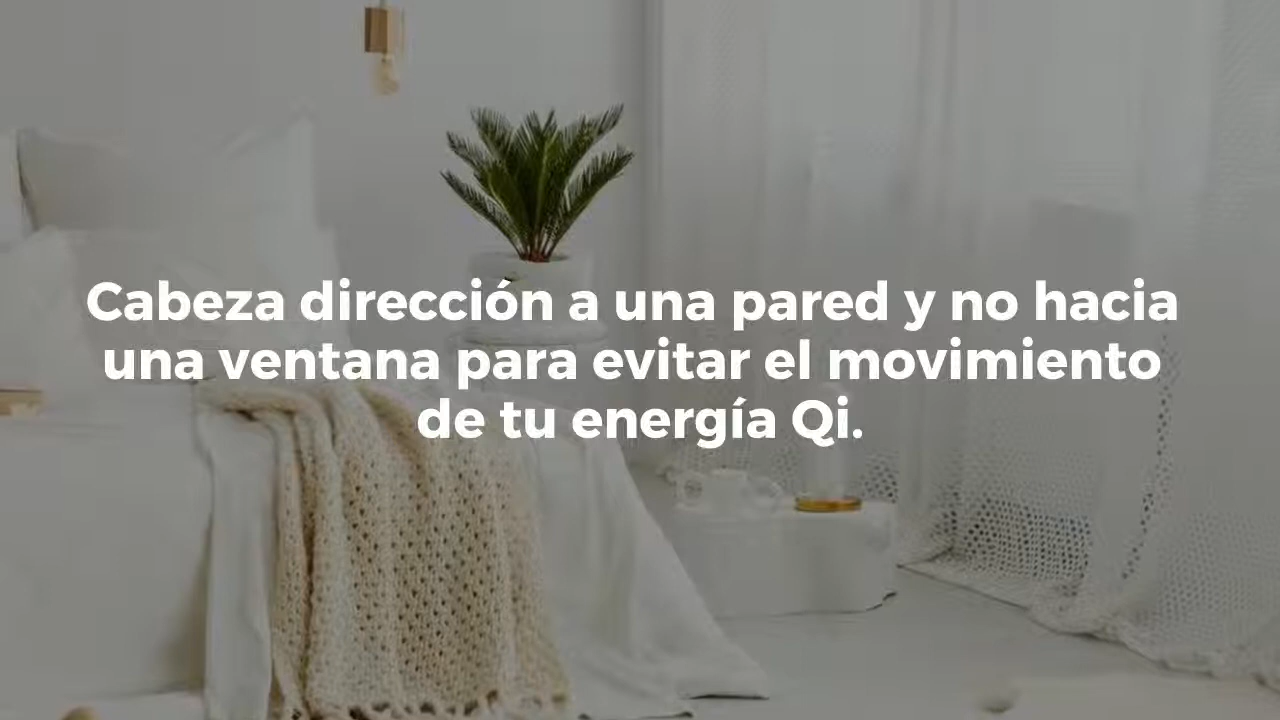 Cabeza dirección a una pared y no hacia
una ventana para evitar el movimiento
de tu energía Qi.